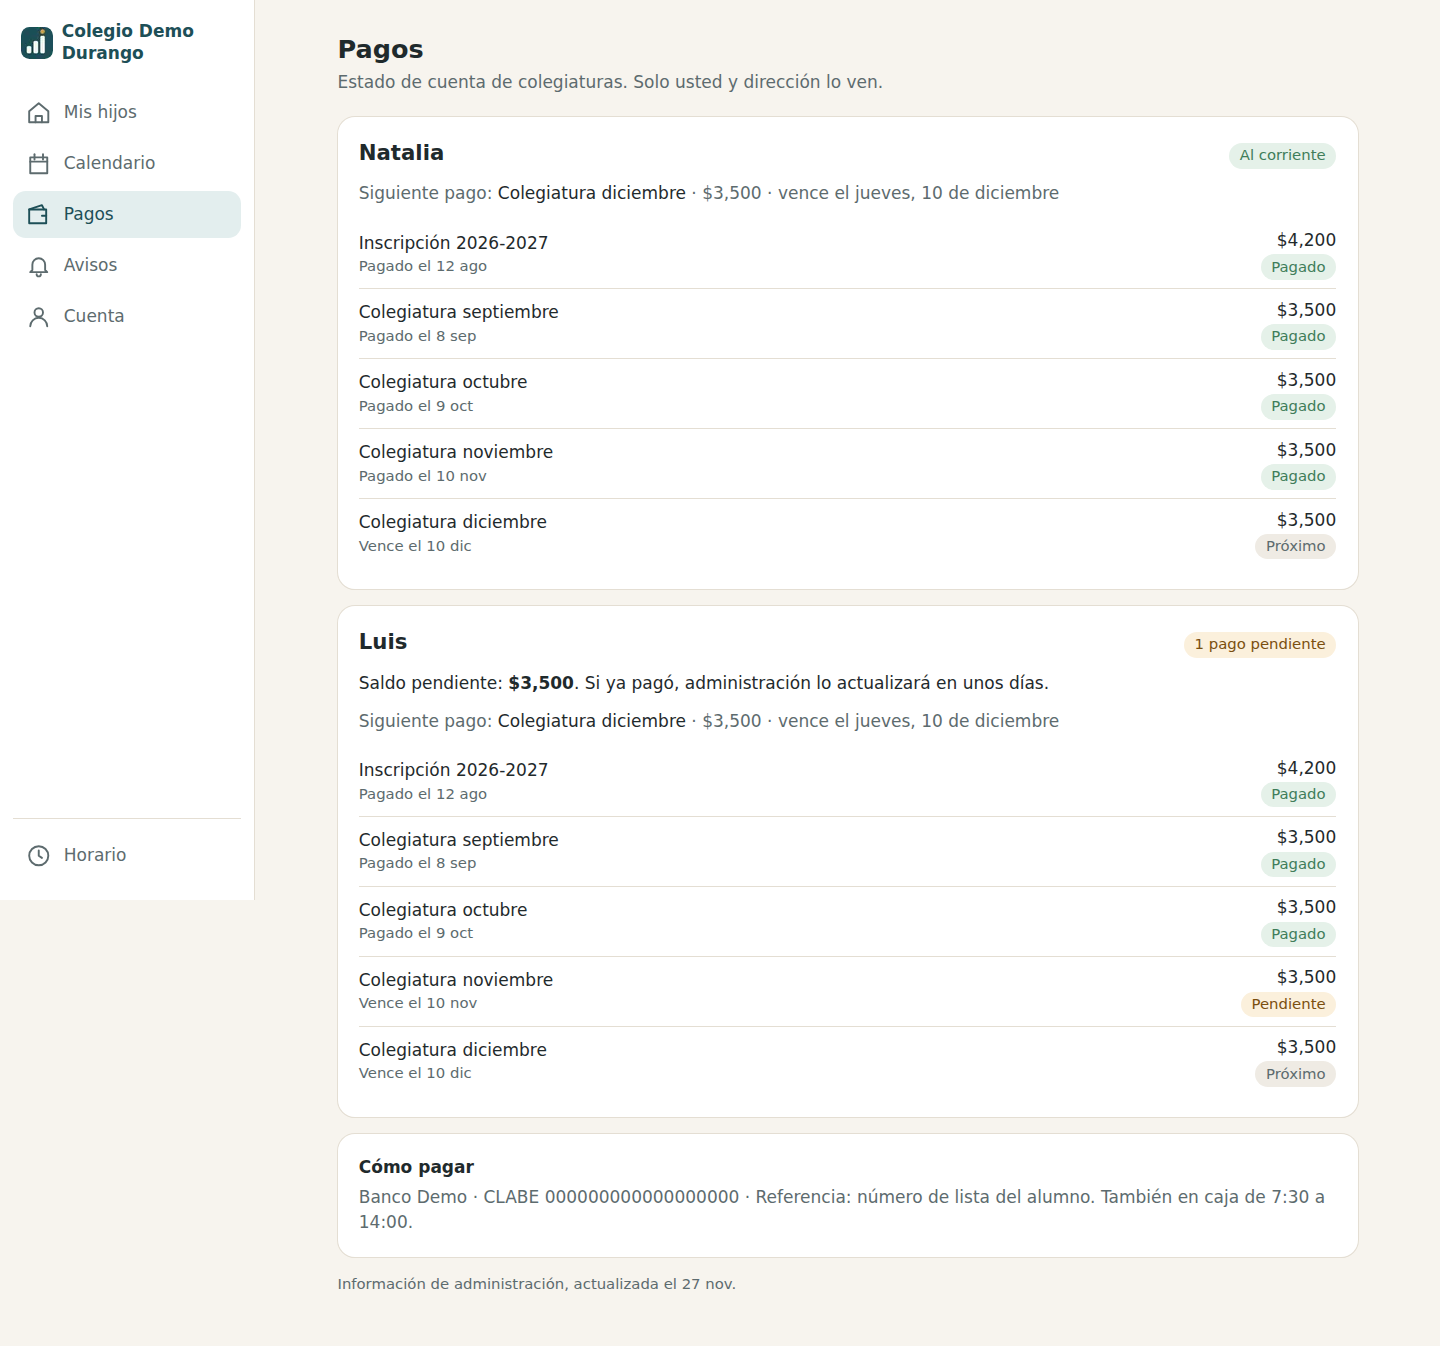 Colegio Demo
Durango
Mis hijos
Calendario
Pagos
Avisos
Cuenta
Horario
Pagos
Estado de cuenta de colegiaturas. Solo usted y dirección lo ven.
Natalia
Al corriente
Siguiente pago: Colegiatura diciembre · $3,500 · vence el jueves, 10 de diciembre
Inscripción 2026-2027
$4,200
Pagado el 12 ago
Pagado
Colegiatura septiembre
$3,500
Pagado el 8 sep
Pagado
Colegiatura octubre
$3,500
Pagado el 9 oct
Pagado
Colegiatura noviembre
$3,500
Pagado el 10 nov
Pagado
Colegiatura diciembre
$3,500
Vence el 10 dic
Próximo
Luis
1 pago pendiente
Saldo pendiente: $3,500. Si ya pagó, administración lo actualizará en unos días.
Siguiente pago: Colegiatura diciembre · $3,500 · vence el jueves, 10 de diciembre
Inscripción 2026-2027
$4,200
Pagado el 12 ago
Pagado
Colegiatura septiembre
$3,500
Pagado el 8 sep
Pagado
Colegiatura octubre
$3,500
Pagado el 9 oct
Pagado
Colegiatura noviembre
$3,500
Vence el 10 nov
Pendiente
Colegiatura diciembre
$3,500
Vence el 10 dic
Próximo
Cómo pagar
Banco Demo · CLABE 000000000000000000 · Referencia: número de lista del alumno. También en caja de 7:30 a
14:00.
Información de administración, actualizada el 27 nov.